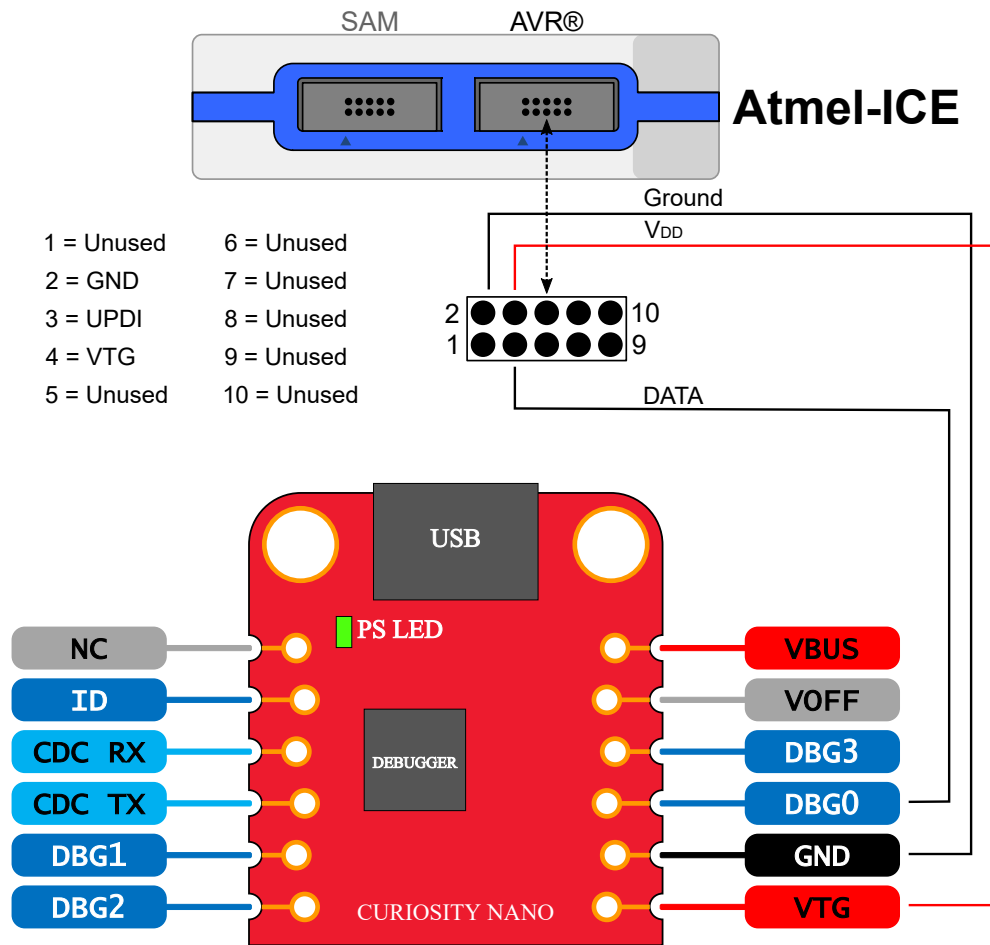 SAM AVR®
Atmel-ICE
Ground
VDD
1 = Unused 6 = Unused
2 = GND 7 = Unused
3 = UPDI 8 = Unused
4 = VTG 9 = Unused
5 = Unused 10 = Unused
2 10
1 9
DATA
USB
PS LED
NC VBUS
ID VOFF
CDC RX DEBUGGER DBG3
CDC TX DBG0
DBG1 GND
DBG2 CURIOSITY NANO VTG